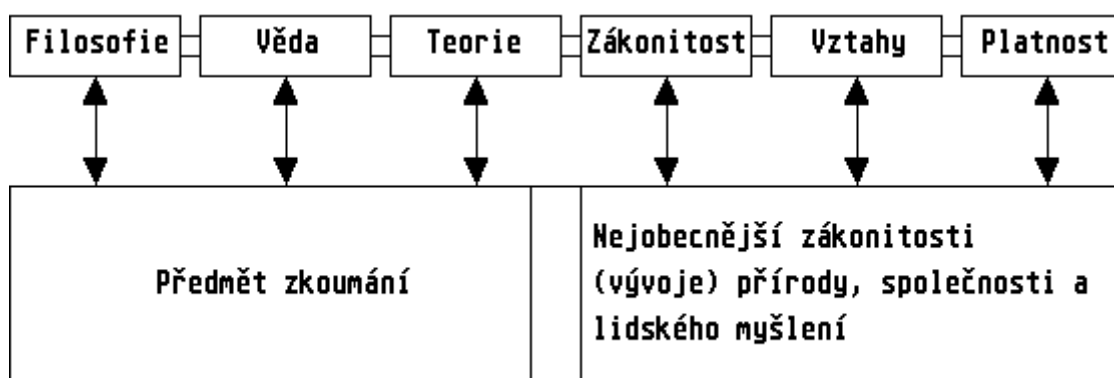 Filosofie Věda Teorie Zákonitost Vztahy Platnost
Předmět zkoumání
Nejobecnější zákonitosti
(vývoje) přírody, společnosti a
lidského myšlení